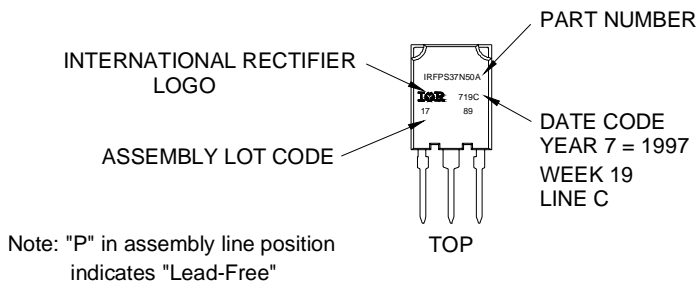 PART NUMBER
INTERNATIONAL RECTIFIER
LOGO
IRFPS37N50A
IOR 719C
17 89
ASSEMBLY LOT CODE
DATE CODE
YEAR 7 = 1997
WEEK 19
LINE C
Note: "P" in assembly line position
indicates "Lead-Free"
TOP